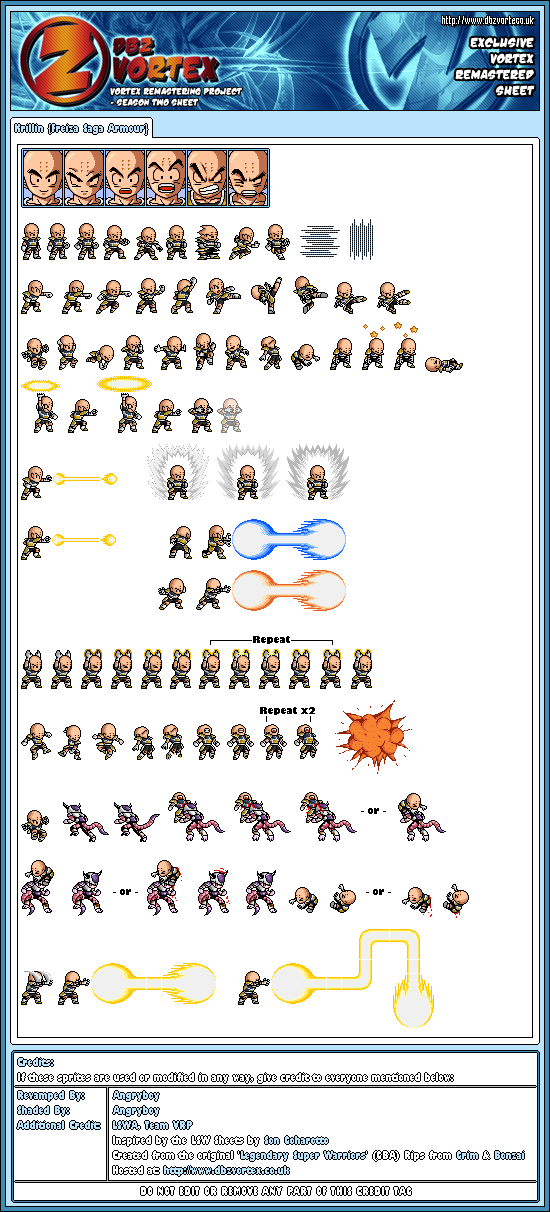 http://www.dbzvortex.co.uk
DBZ
VORTEX
VORTEX REMASTERING PROJECT
- SEASON TWO SHEET
EXCLUSIVE
VORTEX
REMASTERED
SHEET
Krillin {Freiza Saga Armour}
Repeat
Repeat x2
- or -
- or -
- or -
Credits:
If these sprites are used or modified in any way, give credit to everyone mentioned below:
Revamped By: Angryboy
Shaded By: Angryboy
Additional Credit: LSWA, Team VRP
Inspired by the LSW Sheets by Son Goharotto
Created from the original 'Legendary Super Warriors' (GBA) Rips from Grim & Bonzai
Hosted at: http://www.dbzvortex.co.uk
DO NOT EDIT OR REMOVE ANY PART OF THIS CREDIT TAG